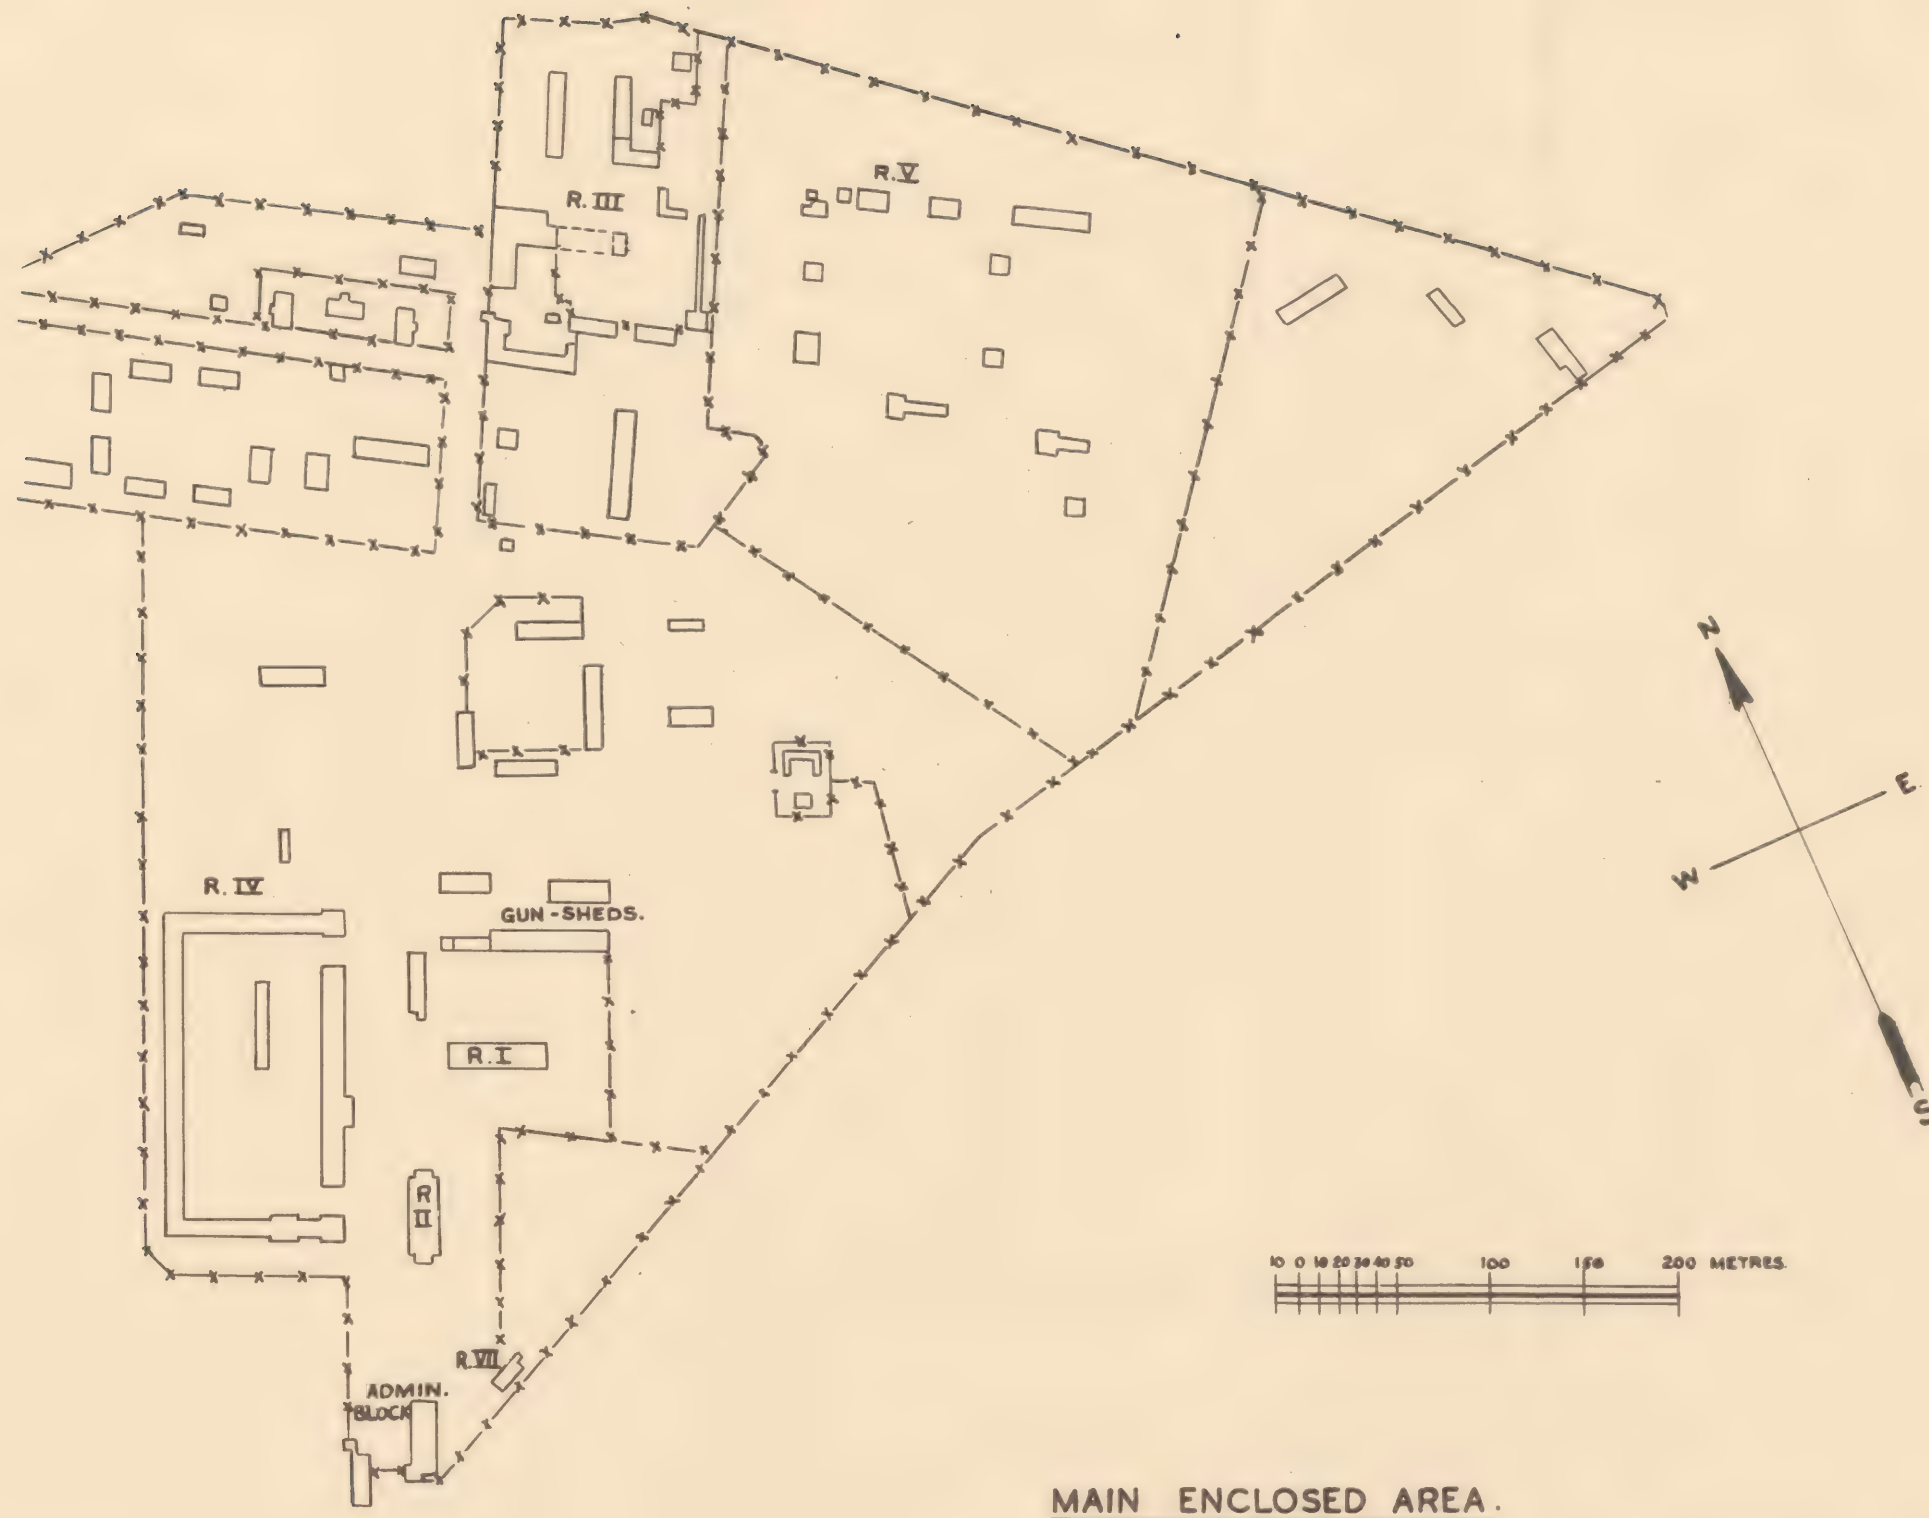 R. V
R. III
N
E
W
S
R. IV
GUN-SHEDS.
R. I
R
II
10 0 10 20 30 40 50 100 150 200 METRES.
R. VII
ADMIN.
BLOCK
MAIN ENCLOSED AREA.